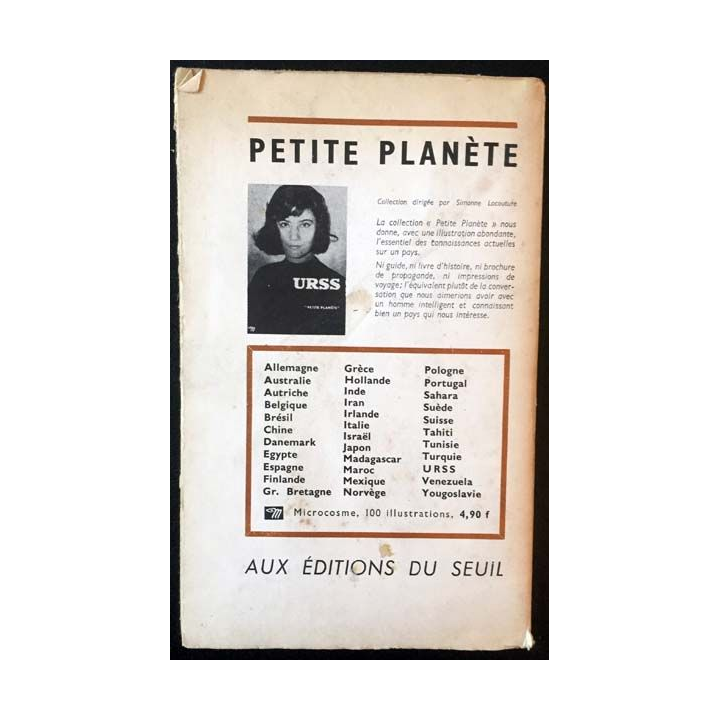 PETITE PLANÈTE
Collection dirigée par Simonne Lacouture
URSS
"PETITE PLANÈTE"
La collection « Petite Planète » nous
donne, avec une illustration abondante,
l'essentiel des connaissances actuelles
sur un pays.
Ni guide, ni livre d'histoire, ni brochure
de propagande, ni impressions de
voyage; l'équivalent plutôt de la conver-
sation que nous aimerions avoir avec
un homme intelligent et connaissant
bien un pays qui nous intéresse.
Allemagne
Australie
Autriche
Belgique
Brésil
Chine
Danemark
Egypte
Espagne
Finlande
Gr. Bretagne
Grèce
Hollande
Inde
Iran
Irlande
Italie
Israël
Japon
Madagascar
Maroc
Mexique
Norvège
Pologne
Portugal
Sahara
Suède
Suisse
Tahiti
Tunisie
Turquie
URSS
Venezuela
Yougoslavie
Microcosme, 100 illustrations, 4,90 f
AUX ÉDITIONS DU SEUIL